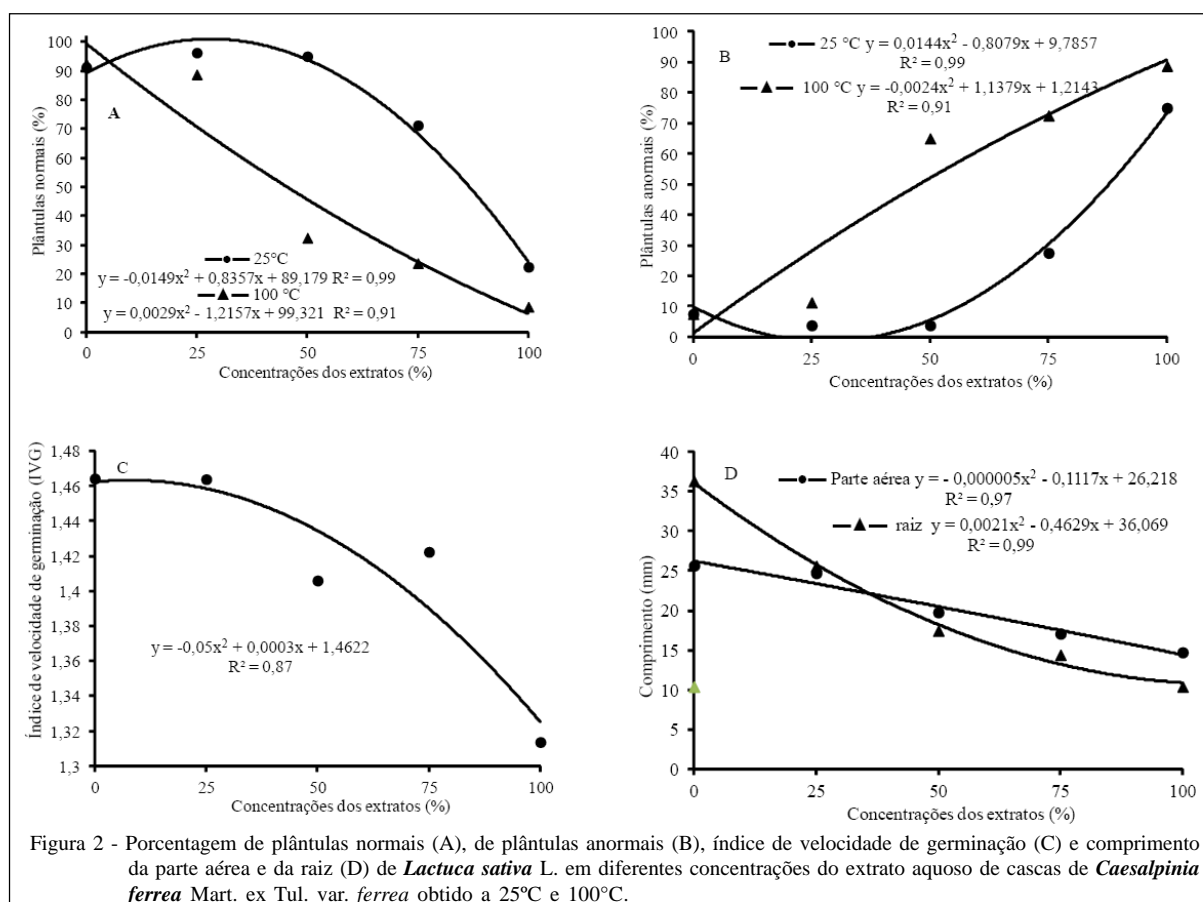 100
90
80
70
60
50
40
30
20
10
0
Plântulas normais (%)
A
25°C
y = -0,0149x² + 0,8357x + 89,179 R² = 0,99
100 °C
y = 0,0029x² - 1,2157x + 99,321 R² = 0,91
0 25 50 75 100
Concentrações dos extratos (%)
100
90
80
70
60
50
40
30
20
10
0
Plântulas anormais (%)
B
25 °C y = 0,0144x² - 0,8079x + 9,7857
R² = 0,99
100 °C y = -0,0024x² + 1,1379x + 1,2143
R² = 0,91
0 25 50 75 100
Concentrações dos extratos (%)
1,48
1,46
1,44
1,42
1,4
1,38
1,36
1,34
1,32
1,3
Índice de velocidade de germinação (IVG)
C
y = -0,05x² + 0,0003x + 1,4622
R² = 0,87
0 25 50 75 100
Concentrações dos extratos (%)
40
35
30
25
20
15
10
5
0
Comprimento (mm)
D
Parte aérea y = - 0,000005x² - 0,1117x + 26,218
R² = 0,97
raiz y = 0,0021x² - 0,4629x + 36,069
R² = 0,99
0 25 50 75 100
Concentrações dos extratos (%)
Figura 2 - Porcentagem de plântulas normais (A), de plântulas anormais (B), índice de velocidade de germinação (C) e comprimento
da parte aérea e da raiz (D) de Lactuca sativa L. em diferentes concentrações do extrato aquoso de cascas de Caesalpinia
ferrea Mart. ex Tul. var. ferrea obtido a 25ºC e 100°C.